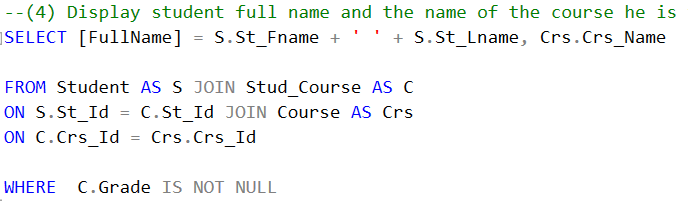 --(4) Display student full name and the name of the course he is
SELECT [FullName] = S.St_Fname + ' ' + S.St_Lname, Crs.Crs_Name
FROM Student AS S JOIN Stud_Course AS C
ON S.St_Id = C.St_Id JOIN Course AS Crs
ON C.Crs_Id = Crs.Crs_Id
WHERE  C.Grade IS NOT NULL